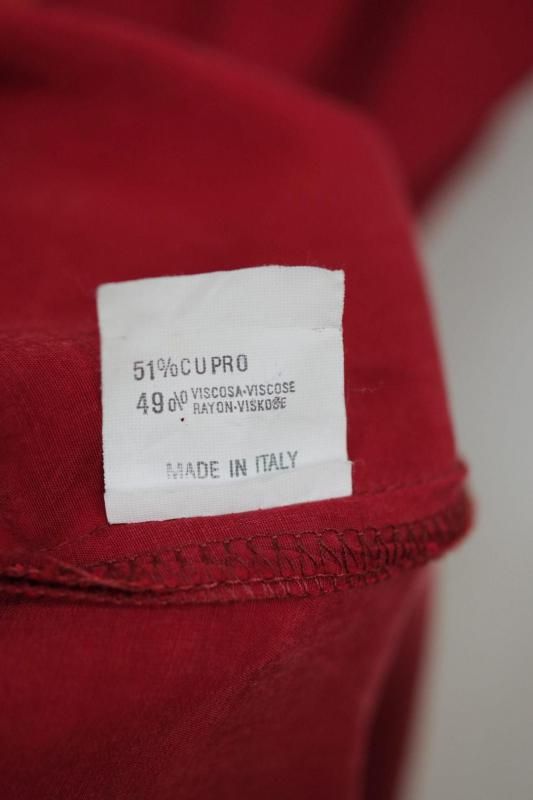 51%CUPRO
49% VISCOSA-VISCOSE
RAYON-VISKOSE
MADE IN ITALY